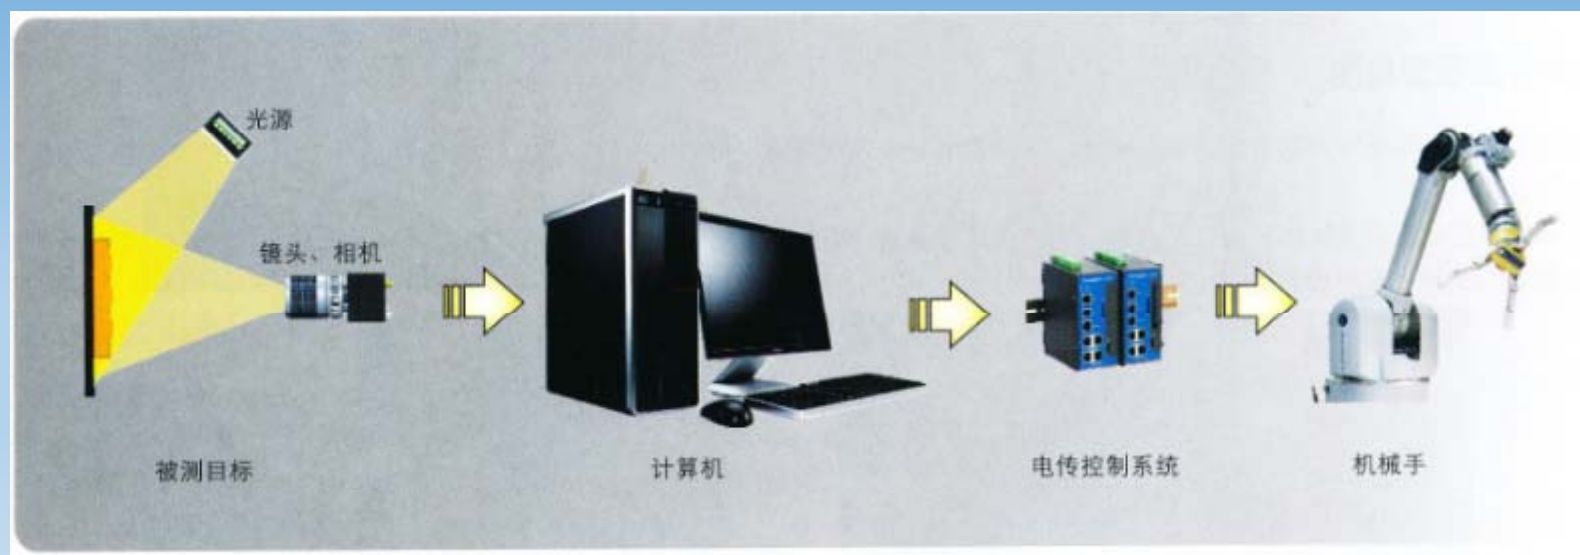 光源
镜头、相机
被测目标
计算机
电传控制系统
机械手